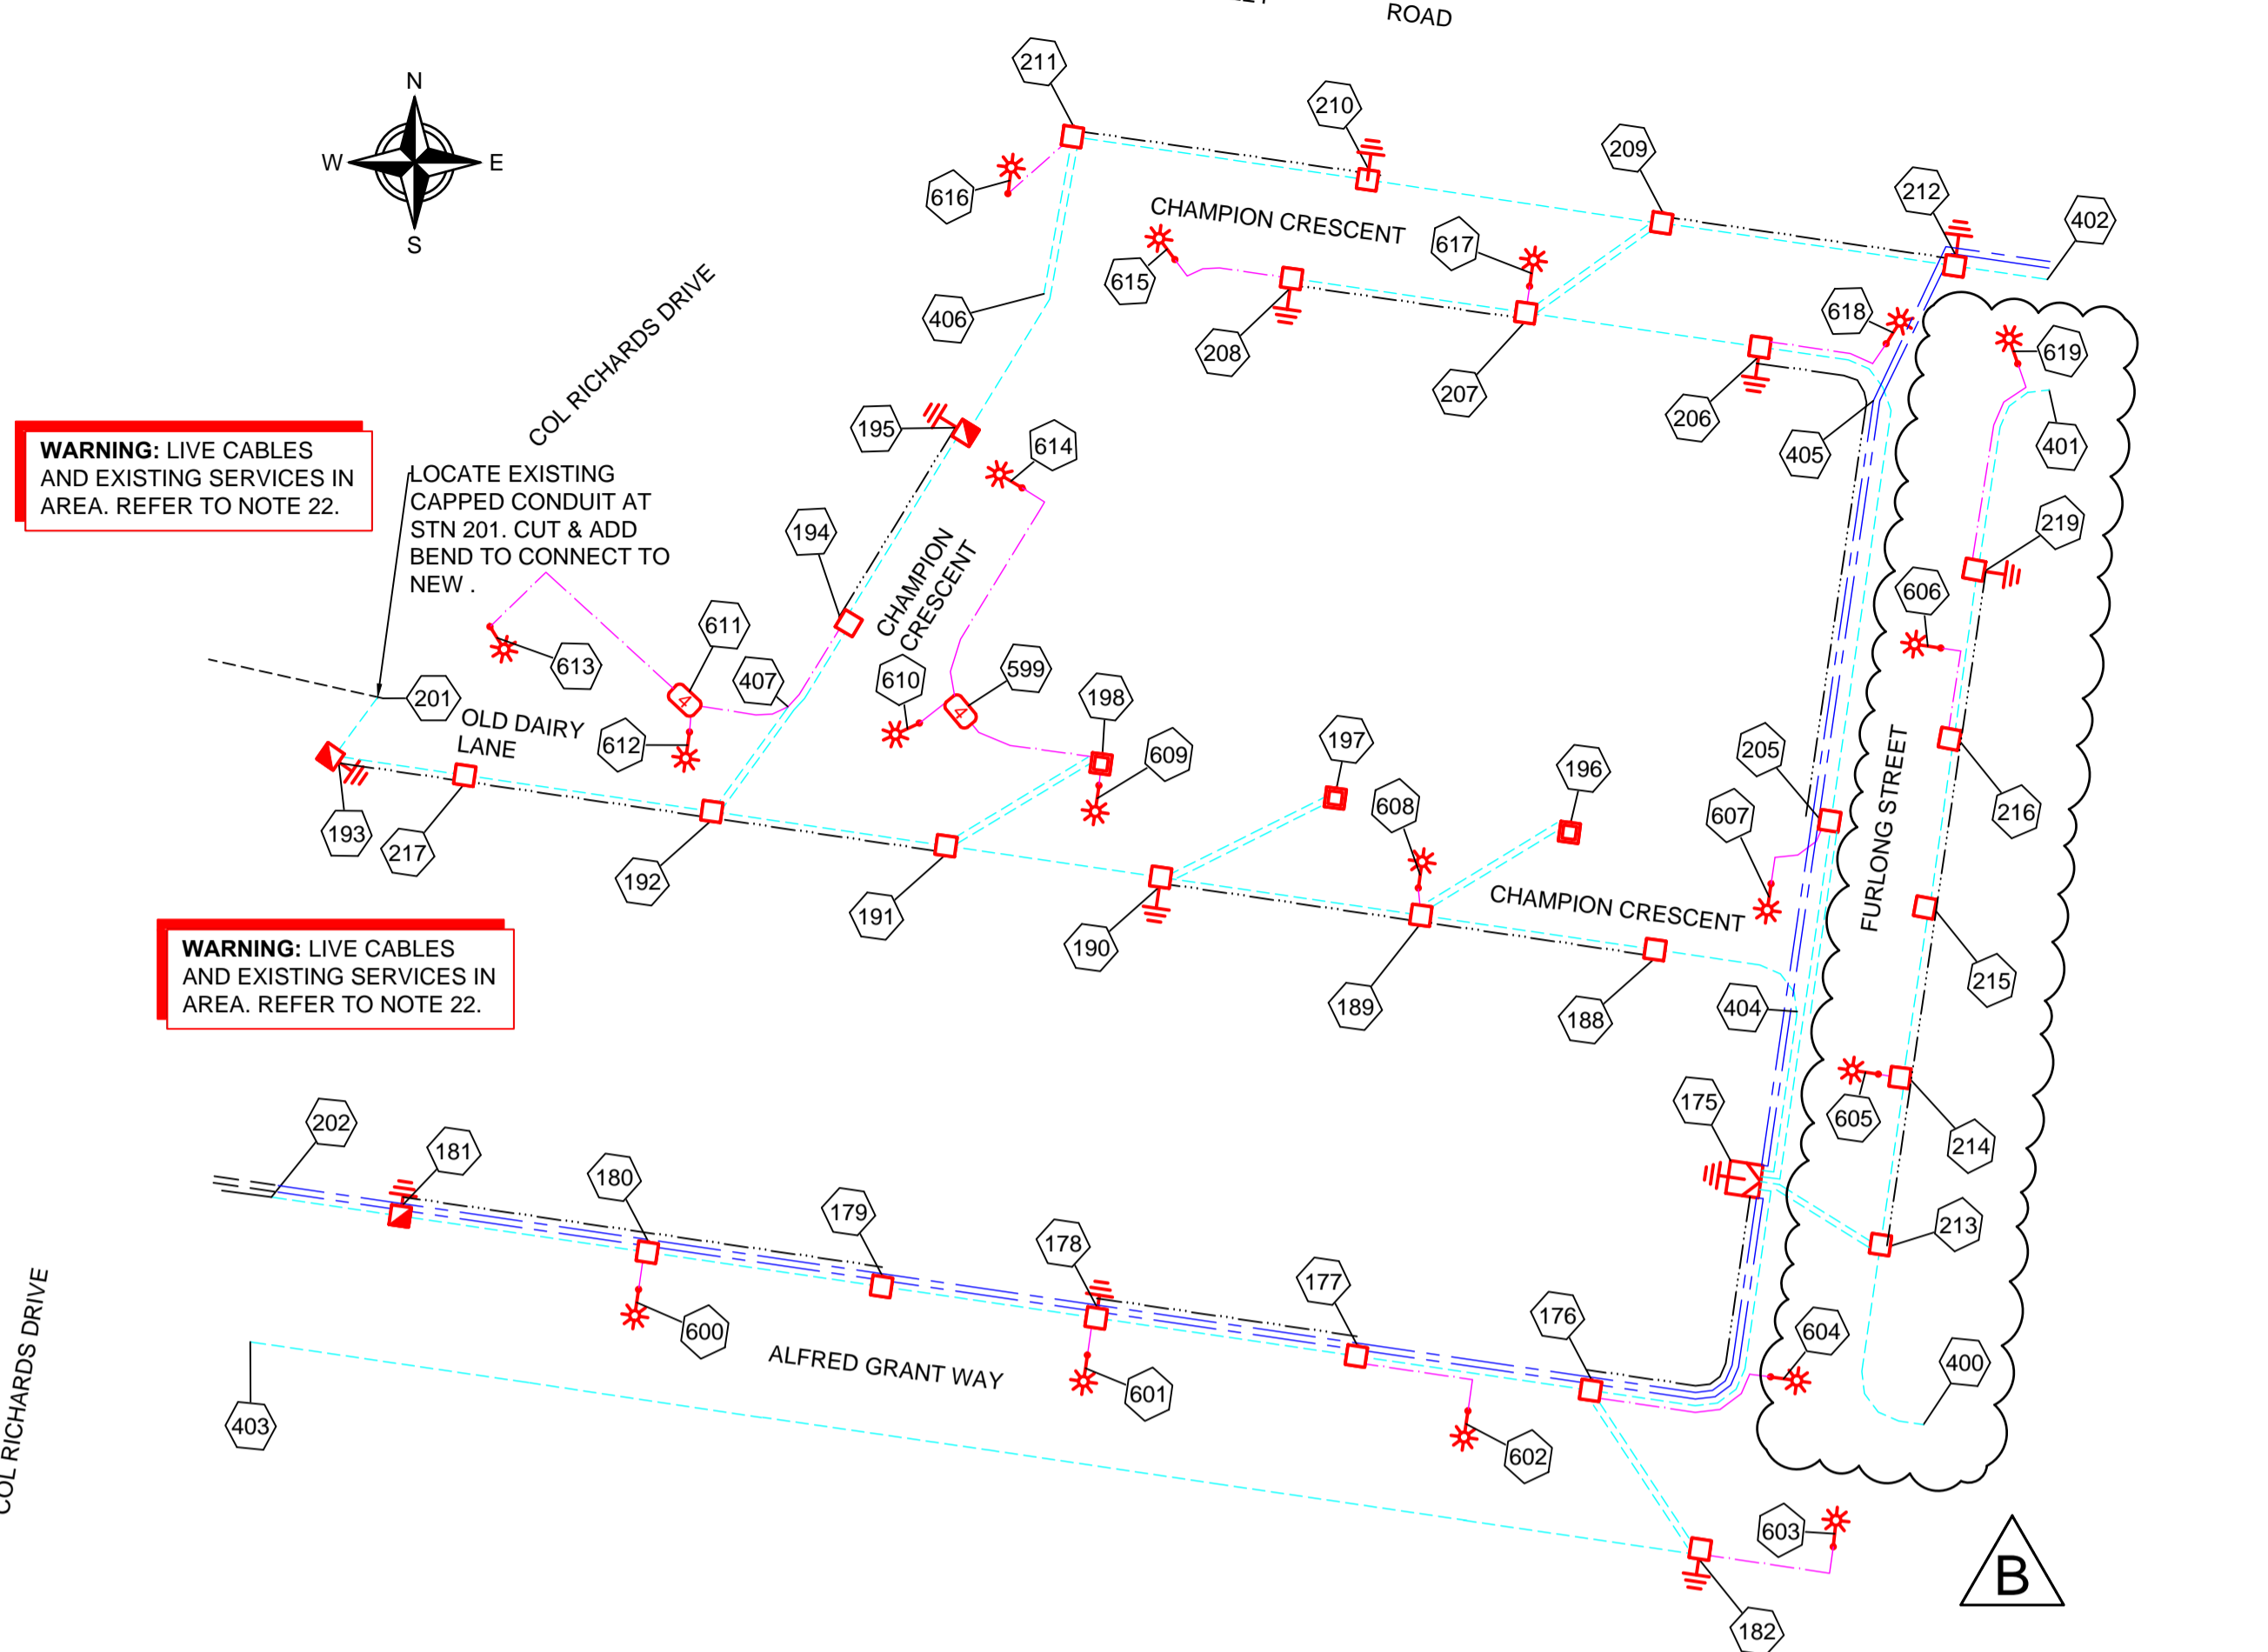 ROAD
211
N
W
E
S
210
209
212
402
616
CHAMPION CRESCENT
617
615
406
208
207
618
619
206
405
401
COL RICHARDS DRIVE
195
614
WARNING: LIVE CABLES
AND EXISTING SERVICES IN
AREA. REFER TO NOTE 22.
LOCATE EXISTING
CAPPED CONDUIT AT
STN 201. CUT & ADD
BEND TO CONNECT TO
NEW .
194
CHAMPION
CRESCENT
219
606
611
613
407
610
599
198
201
OLD DAIRY
LANE
612
4
4
609
197
196
205
607
608
FURLONG STREET
216
193
217
192
191
190
189
188
CHAMPION CRESCENT
215
404
WARNING: LIVE CABLES
AND EXISTING SERVICES IN
AREA. REFER TO NOTE 22.
175
605
214
202
181
180
179
178
177
176
213
600
601
602
604
400
ALFRED GRANT WAY
403
COL RICHARDS DRIVE
603
182
B